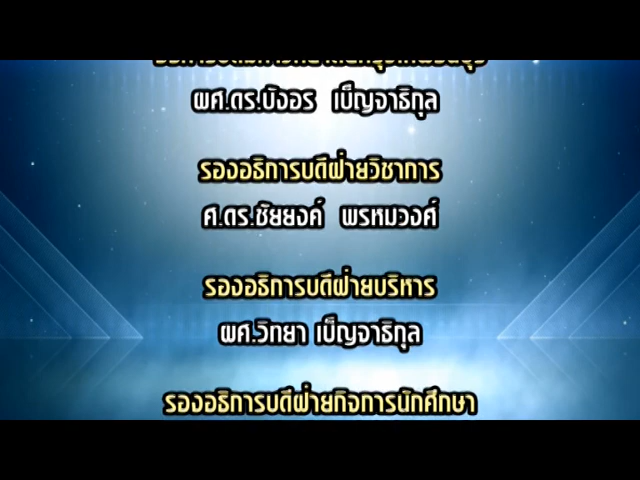 ผศ.ดร.บังอร เบ็ญจาธิกุล
รองอธิการบดีฝ่ายวิชาการ
ศ.ดร.ชัยยงค์ พรหมวงศ์
รองอธิการบดีฝ่ายบริหาร
ผศ.วิทยา เบ็ญจาธิกุล
รองอธิการบดีฝ่ายกิจการนักศึกษา